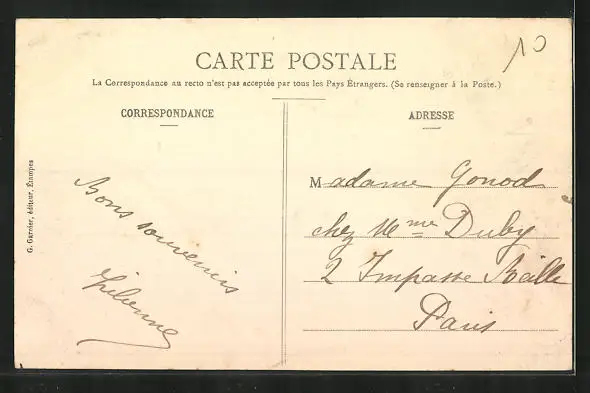 10
CARTE POSTALE
La Correspondance au recto n'est pas acceptée par tous les Pays Étrangers. (Se renseigner à la Poste.)
CORRESPONDANCE
Bons souvenirs
G. Garnier, éditeur, Étampes
ADRESSE
Madame Gonod
chez Mme Duby
2 Impasse
Paris